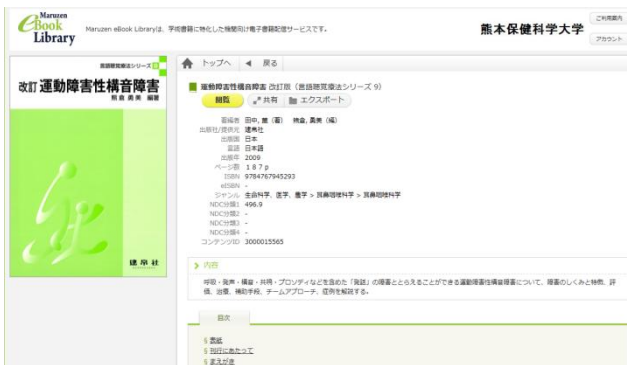 Maruzen
eBook
Library
Maruzen eBook Libraryは、学術書籍に特化した機関向け電子書籍配信サービスです。
熊本保健科学大学
ご利用案内
アカウント
言語聴覚療法シリーズ 9
改訂 運動障害性構音障害
熊倉 勇美 編著
建帛社
トップへ
戻る
運動障害性構音障害 改訂版（言語聴覚療法シリーズ 9）
閲覧
共有
エクスポート
著編者 田中, 熊倉, 勇美（編）
出版社/提供元 建帛社
出版国 日本
言語 日本語
出版年 2009
ページ数 187p
ISBN 9784767945293
eISBN -
ジャンル 生命科学、医学、農学 > 耳鼻咽喉科学 > 耳鼻咽喉科学
NDC分類1 496.9
NDC分類2 -
NDC分類3 -
NDC分類4 -
コンテンツID 3000015565
内容
呼吸・発声・構音・共鳴・プロソディなどを含めた「発話」の障害ととらえることができる運動障害性構音障害について、障害のしくみと特徴、評
価、治療、補助手段、チームアプローチ、症例を解説する。
目次
§ 表紙
§ 刊行にあたって
§ まえがき